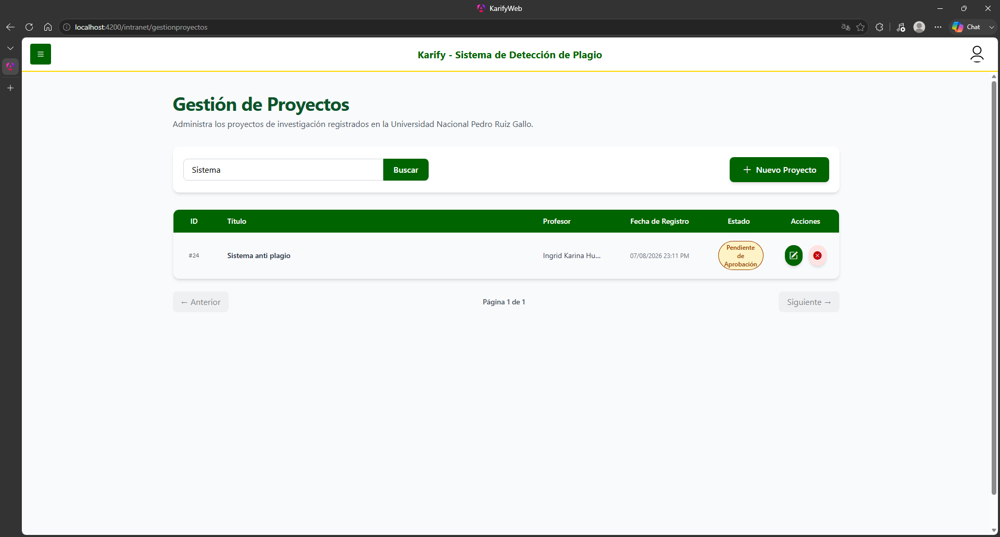 KarifyWeb
localhost:4200/intranet/gestionproyectos
Chat
Karify - Sistema de Detección de Plagio
Gestión de Proyectos
Administra los proyectos de investigación registrados en la Universidad Nacional Pedro Ruiz Gallo.
Sistema
Buscar
+ Nuevo Proyecto
ID Título Profesor Fecha de Registro Estado Acciones
#24 Sistema anti plagio Ingrid Karina Hu... 07/08/2026 23:11 PM
Pendiente
de
Aprobación
← Anterior
Página 1 de 1
Siguiente →